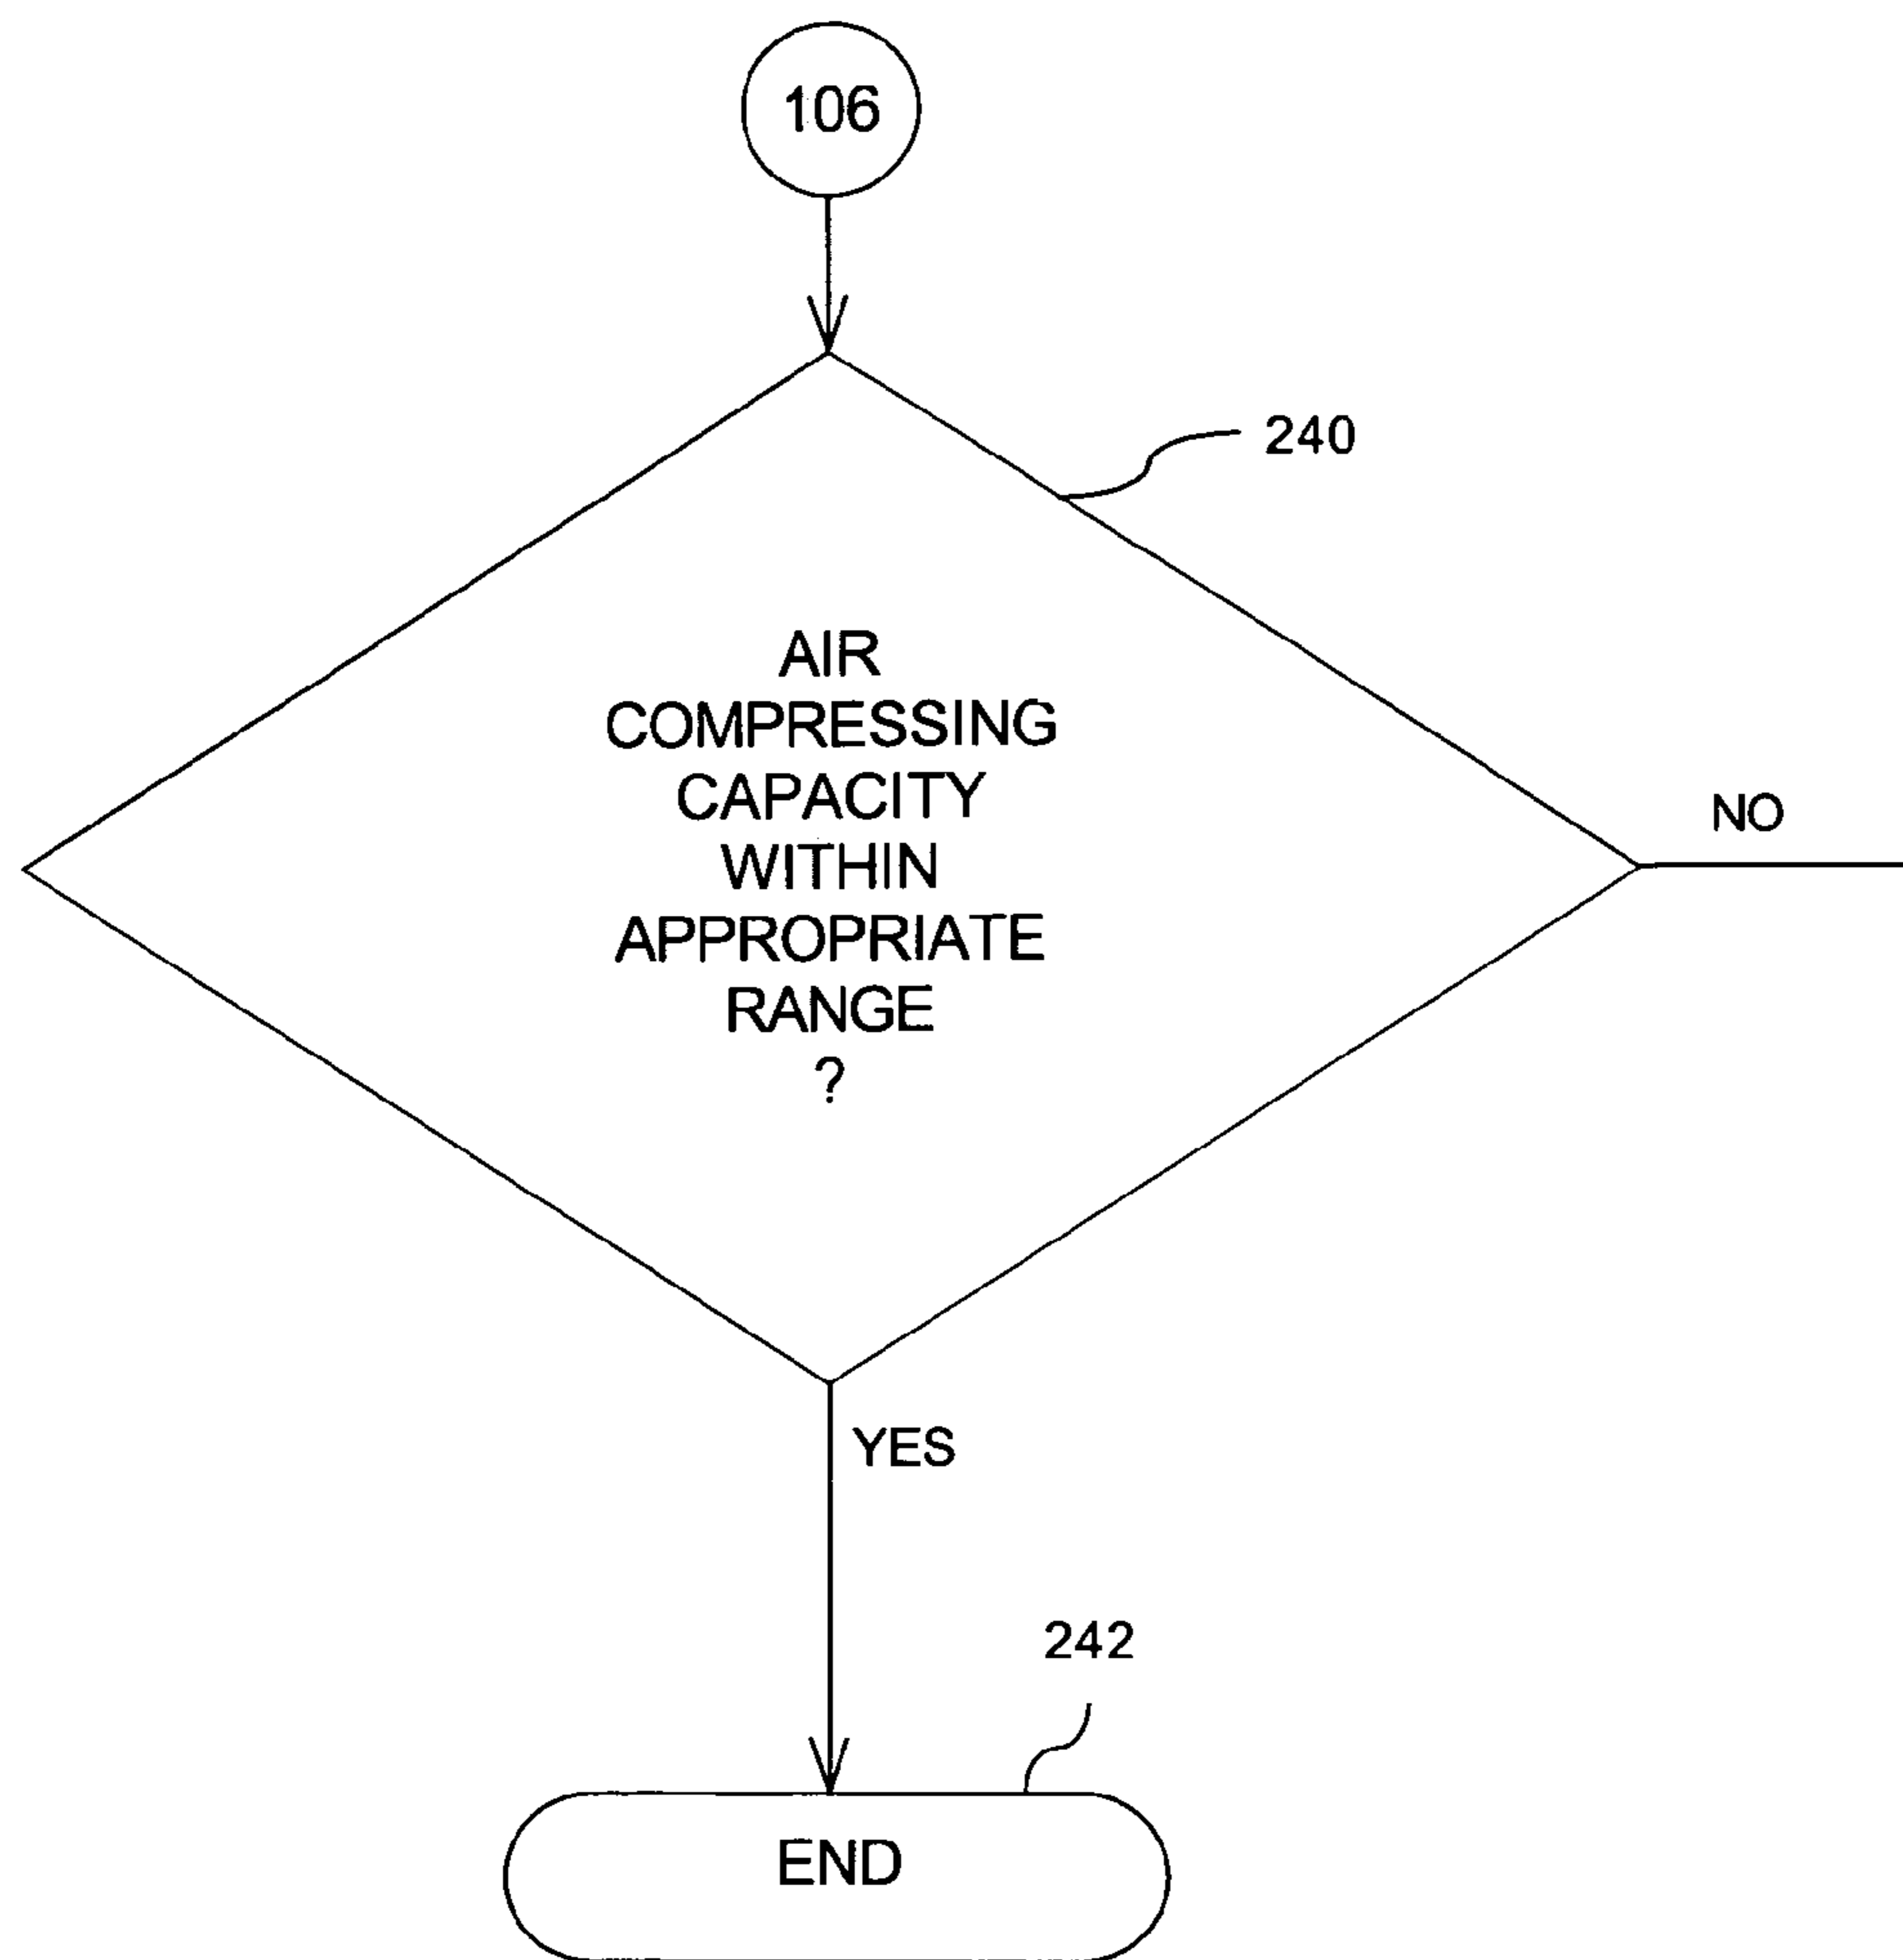 106
240
AIR
COMPRESSING
CAPACITY
WITHIN
APPROPRIATE
RANGE
?
NO
YES
242
END